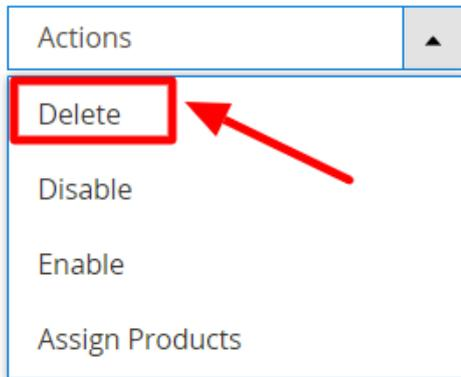 Actions
Delete
Disable
Enable
Assign Products